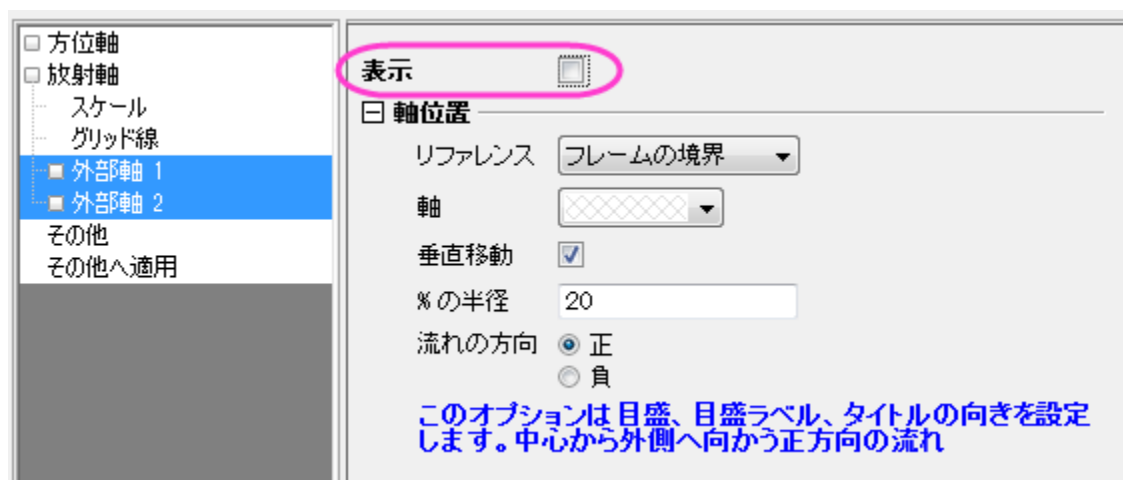 方位軸
放射軸
スケール
グリッド線
外部軸 1
外部軸 2
その他
その他へ適用
表示
軸位置
リファレンス フレームの境界
軸
垂直移動
% の半径 20
流れの方向 正
負
このオプションは目盛、目盛ラベル、タイトルの向きを設定
します。中心から外側へ向かう正方向の流れ